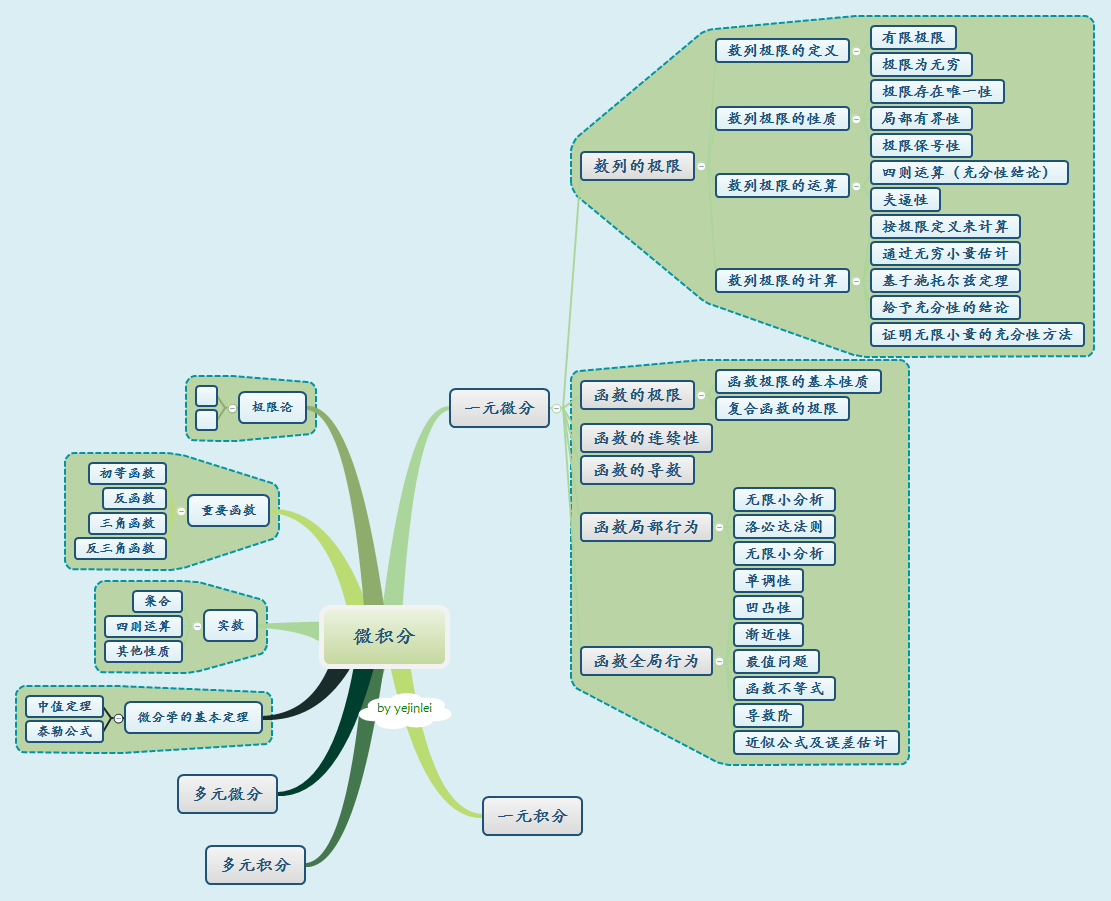 微积分
by yejinlei
一元微分
数列的极限
数列极限的定义
有限极限
极限为无穷
数列极限的性质
极限存在唯一性
局部有界性
极限保号性
数列极限的运算
四则运算（充分性结论）
夹逼性
数列极限的计算
按极限定义来计算
通过无穷小量估计
基于施托尔兹定理
给予充分性的结论
证明无限小量的充分性方法
函数的极限
函数极限的基本性质
复合函数的极限
函数的连续性
函数的导数
函数局部行为
无限小分析
洛必达法则
无限小分析
函数全局行为
单调性
凹凸性
渐近性
最值问题
函数不等式
导数阶
近似公式及误差估计
一元积分
极限论
重要函数
初等函数
反函数
三角函数
反三角函数
实数
集合
四则运算
其他性质
微分学的基本定理
中值定理
泰勒公式
多元微分
多元积分